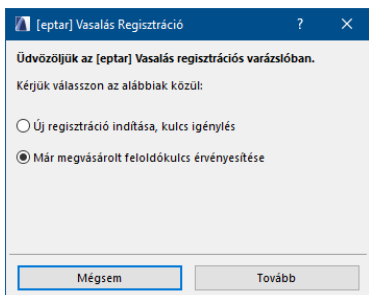 [eptar] Vasalás Regisztráció
Üdvözöljük az [eptar] Vasalás regisztrációs varázslóban.
Kérjük válasszon az alábbiak közül:
Új regisztráció indítása, kulcs igénylés
Már megvásárolt feloldókulcs érvényesítése
Mégsem
Tovább